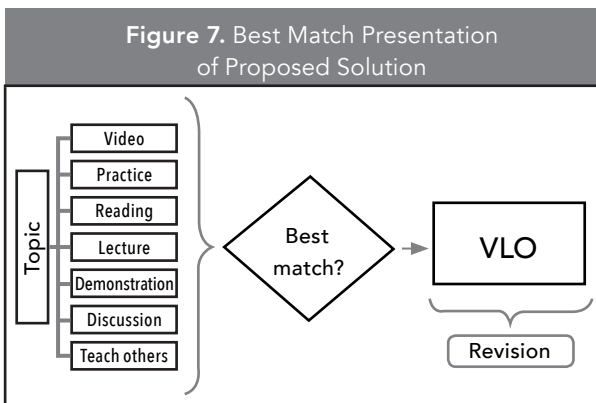 Figure 7. Best Match Presentation
of Proposed Solution
Topic
Video
Practice
Reading
Lecture
Demonstration
Discussion
Teach others
Best
match?
VLO
Revision